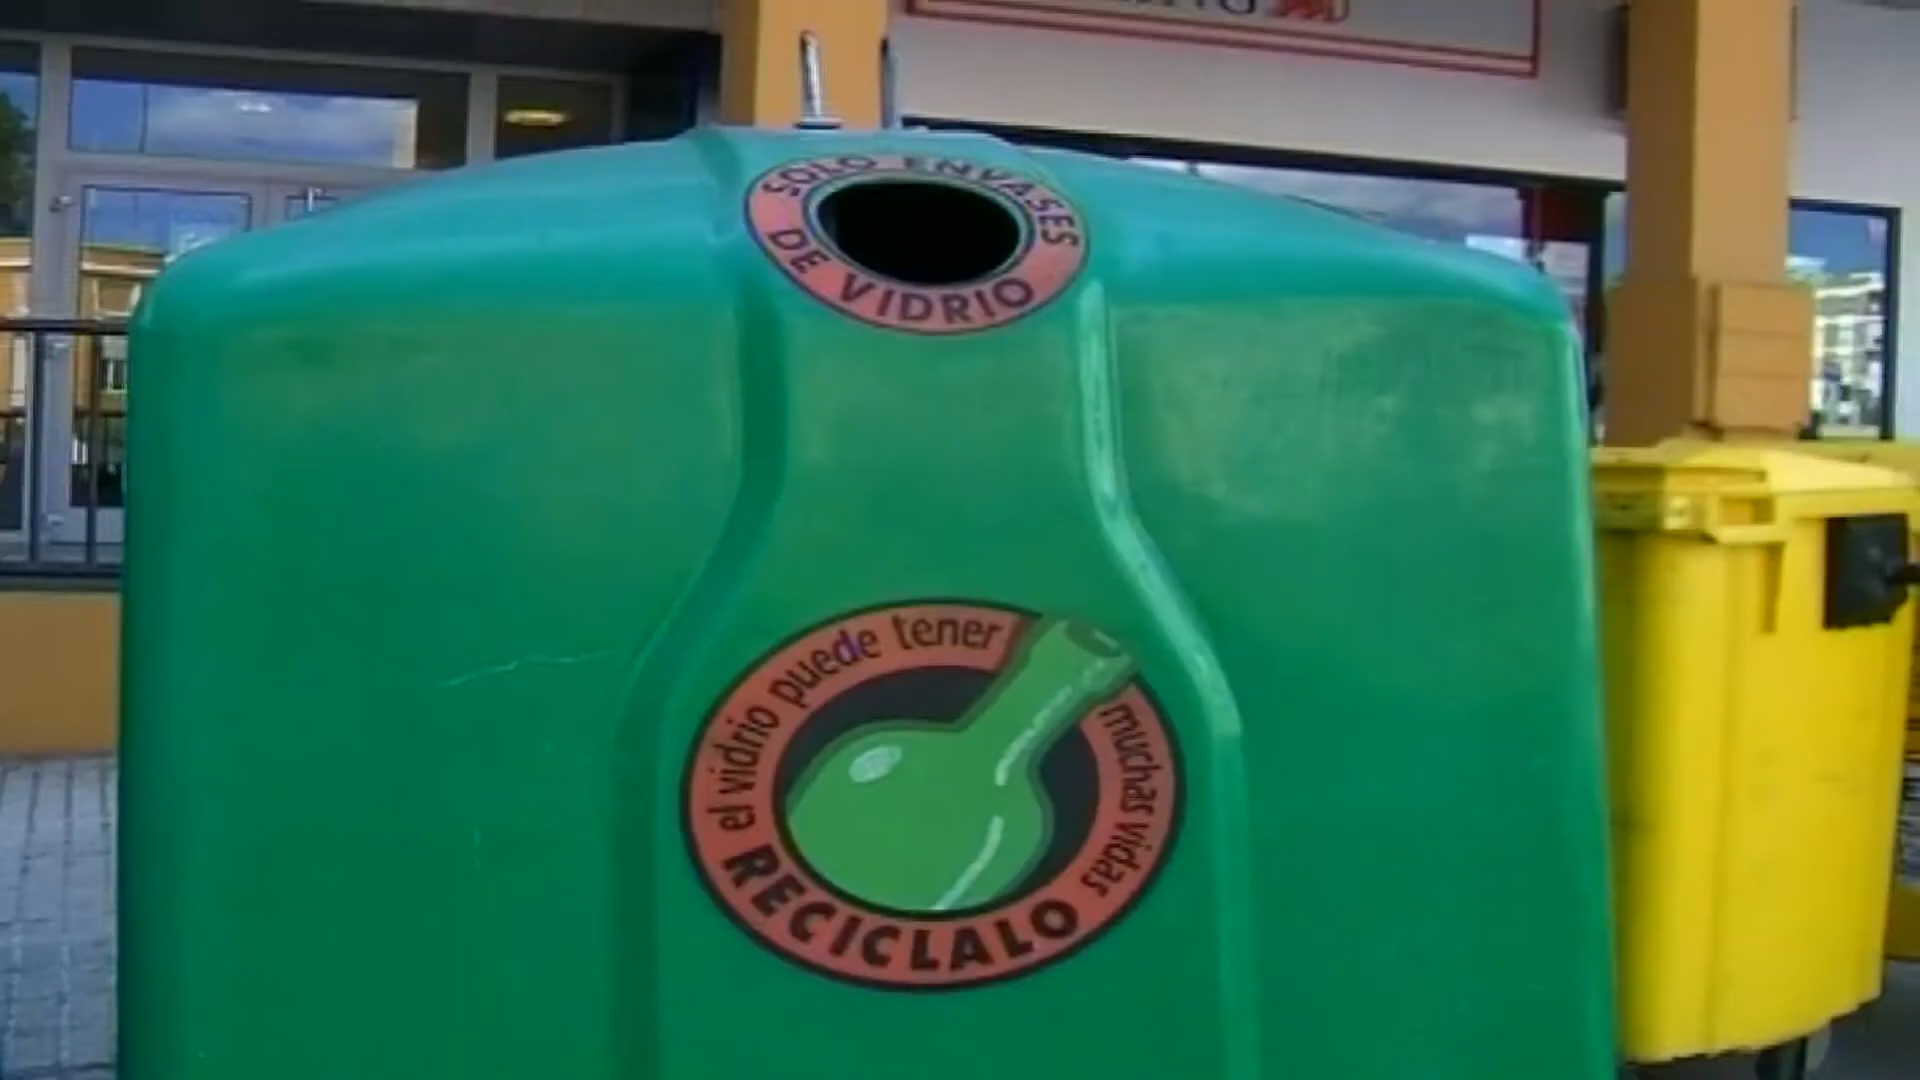 SOLO ENVASES
DE VIDRIO
el vidrio puede tener
muchas vidas
RECICLALO